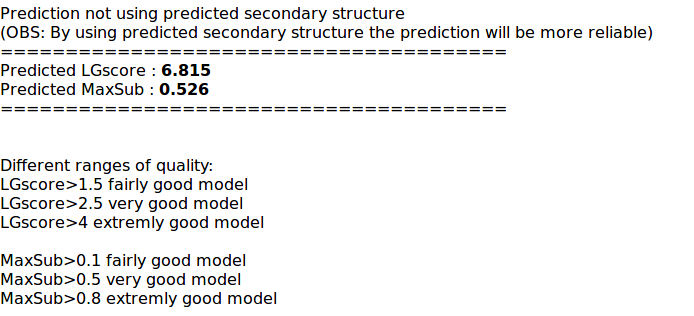 Prediction not using predicted secondary structure
(OBS: By using predicted secondary structure the prediction will be more reliable)
=======================================
Predicted LGscore : 6.815
Predicted MaxSub : 0.526
=======================================
Different ranges of quality:
LGscore>1.5 fairly good model
LGscore>2.5 very good model
LGscore>4 extremly good model
MaxSub>0.1 fairly good model
MaxSub>0.5 very good model
MaxSub>0.8 extremly good model